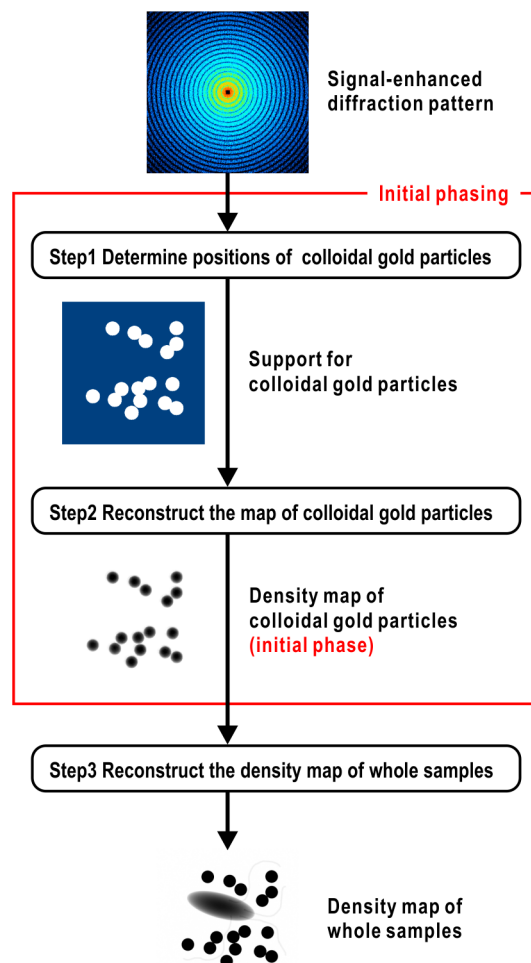 Signal-enhanced
diffraction pattern
Initial phasing
Step1 Determine positions of colloidal gold particles
Support for
colloidal gold particles
Step2 Reconstruct the map of colloidal gold particles
Density map of
colloidal gold particles
(initial phase)
Step3 Reconstruct the density map of whole samples
Density map of
whole samples